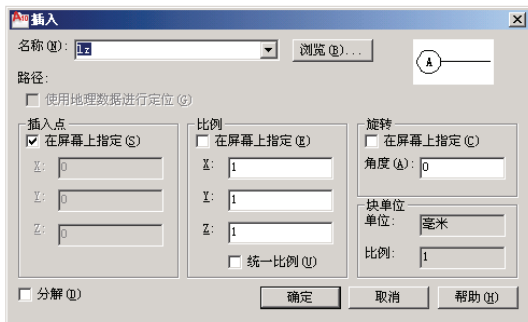 插入
名称(N): lz 浏览(B)...
A
路径:
使用地理数据进行定位(G)
插入点 比例 旋转
在屏幕上指定(S) 在屏幕上指定(E) 在屏幕上指定(C)
X: 0 X: 1 角度(A): 0
Y: 0 Y: 1
块单位
单位: 毫米
Z: 0 Z: 1
比例: 1
统一比例(U)
分解(D) 确定 取消 帮助(H)